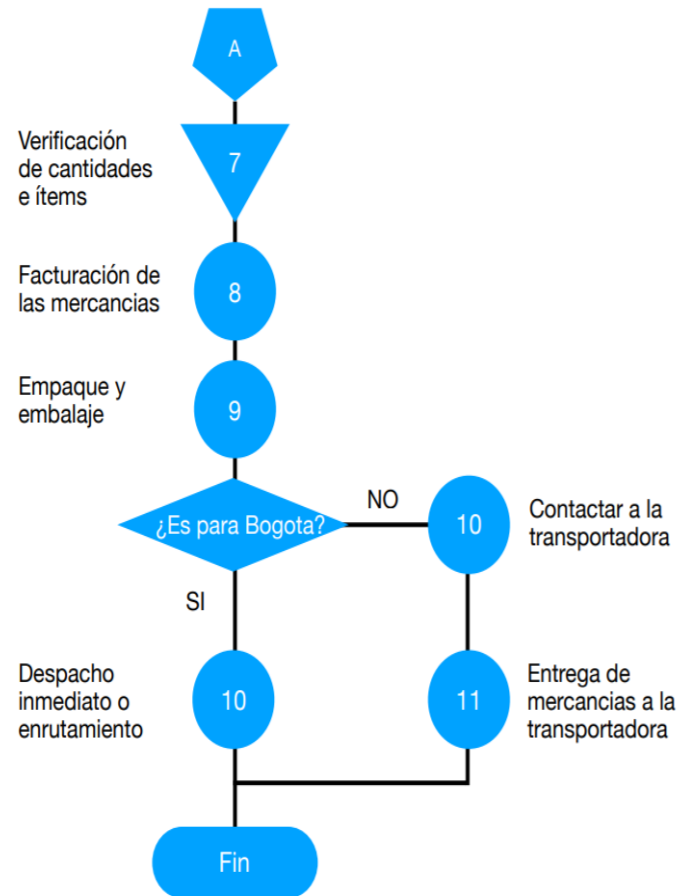 A
Verificación
de cantidades
e ítems
7
Facturación de
las mercancias
8
Empaque y
embalaje
9
¿Es para Bogota?
NO
10
Contactar a la
transportadora
SI
Despacho
inmediato o
enrutamiento
10
11
Entrega de
mercancias a la
transportadora
Fin